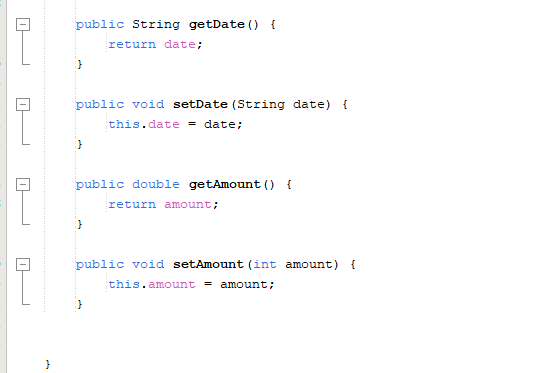 public String getDate() {
return date;
}
public void setDate(String date) {
this.date = date;
}
public double getAmount() {
return amount;
}
public void setAmount(int amount) {
this.amount = amount;
}
}